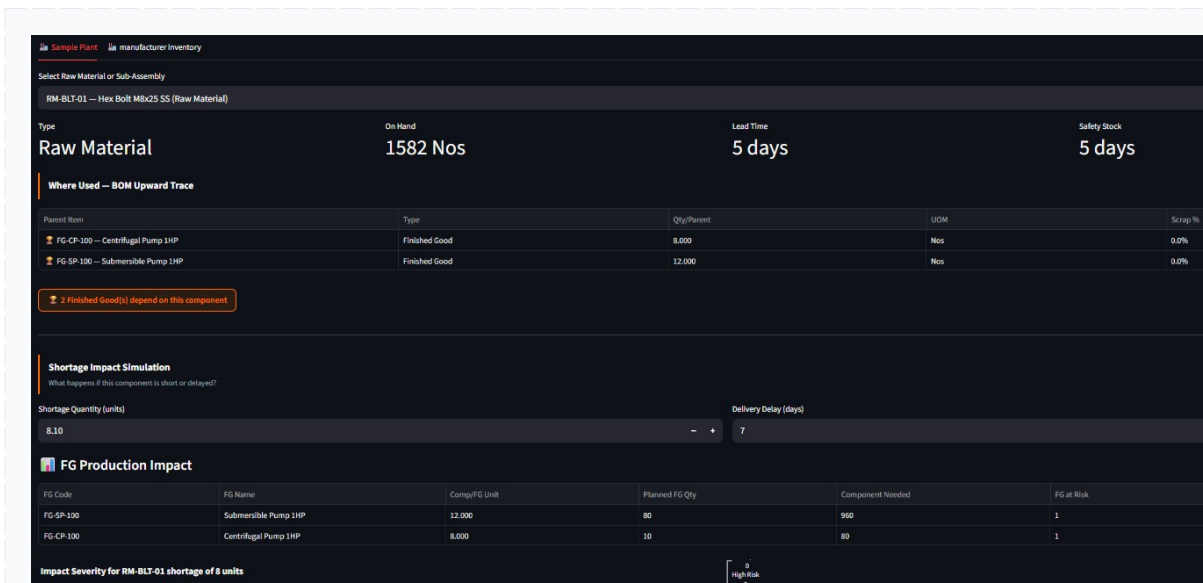 Sample Plant manufacturer inventory
Select Raw Material or Sub-Assembly
RM-BLT-01 — Hex Bolt M8x25 SS (Raw Material)
Type On Hand Lead Time Safety Stock
Raw Material 1582 Nos 5 days 5 days
Where Used — BOM Upward Trace
Parent Item Type Qty/Parent UOM Scrap %
FG-CP-100 — Centrifugal Pump 1HP Finished Good 8.000 Nos 0.0%
FG-SP-100 — Submersible Pump 1HP Finished Good 12.000 Nos 0.0%
2 Finished Good(s) depend on this component
Shortage Impact Simulation
What happens if this component is short or delayed?
Shortage Quantity (units) Delivery Delay (days)
8.10 − + 7
FG Production Impact
FG Code FG Name Comp/FG Unit Planned FG Qty Component Needed FG at Risk
FG-SP-100 Submersible Pump 1HP 12.000 80 960 1
FG-CP-100 Centrifugal Pump 1HP 8.000 10 80 1
0
Impact Severity for RM-BLT-01 shortage of 8 units High Risk